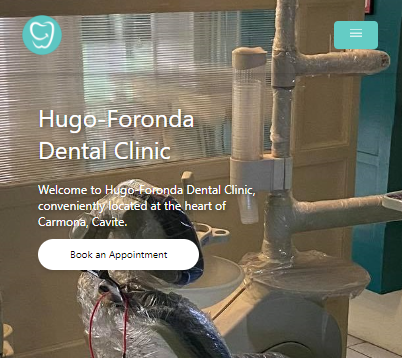 Hugo-Foronda
Dental Clinic
Welcome to Hugo-Foronda Dental Clinic,
conveniently located at the heart of
Carmona, Cavite.
Book an Appointment